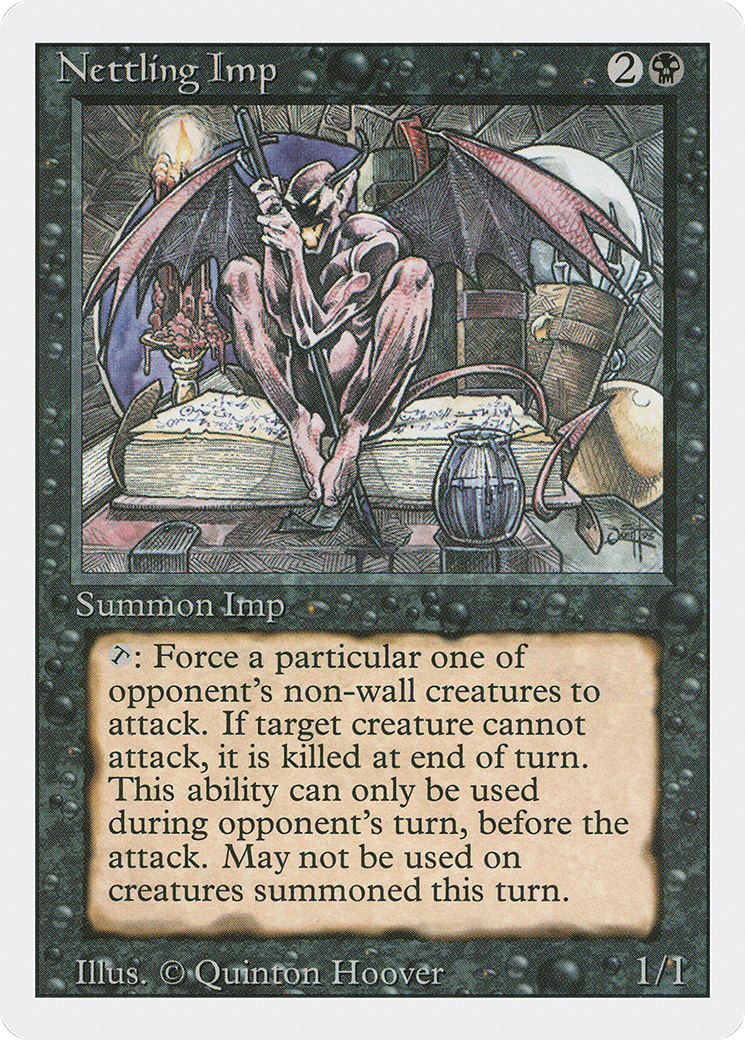 Nettling Imp
2
Summon Imp
T: Force a particular one of
opponent's non-wall creatures to
attack. If target creature cannot
attack, it is killed at end of turn.
This ability can only be used
during opponent's turn, before the
attack. May not be used on
creatures summoned this turn.
Illus. © Quinton Hoover
1/1